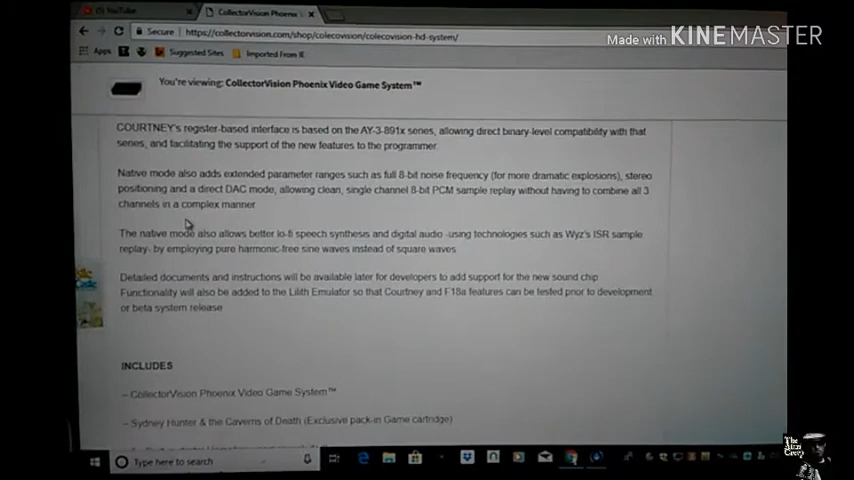 (5) YouTube
CollectorVision Phoenix
Secure https://collectorvision.com/shop/colecovision/colecovision-hd-system/
Made with KINEMASTER
Apps
Suggested Sites
Imported From IE
You're viewing: CollectorVision Phoenix Video Game System™
COURTNEY's register-based interface is based on the AY-3-891x series, allowing direct binary-level compatibility with that
series, and facilitating the support of the new features to the programmer.
Native mode also adds extended parameter ranges such as full 8-bit noise frequency (for more dramatic explosions), stereo
positioning and a direct DAC mode, allowing clean, single channel 8-bit PCM sample replay without having to combine all 3
channels in a complex manner
The native mode also allows better lo-fi speech synthesis and digital audio -using technologies such as Wyz's ISR sample
replay- by employing pure harmonic-free sine waves instead of square waves
Detailed documents and instructions will be available later for developers to add support for the new sound chip
Functionality will also be added to the Lilith Emulator so that Courtney and F18a features can be tested prior to development
or beta system release
INCLUDES
– CollectorVision Phoenix Video Game System™
– Sydney Hunter & the Caverns of Death (Exclusive pack-in Game cartridge)
Type here to search
The